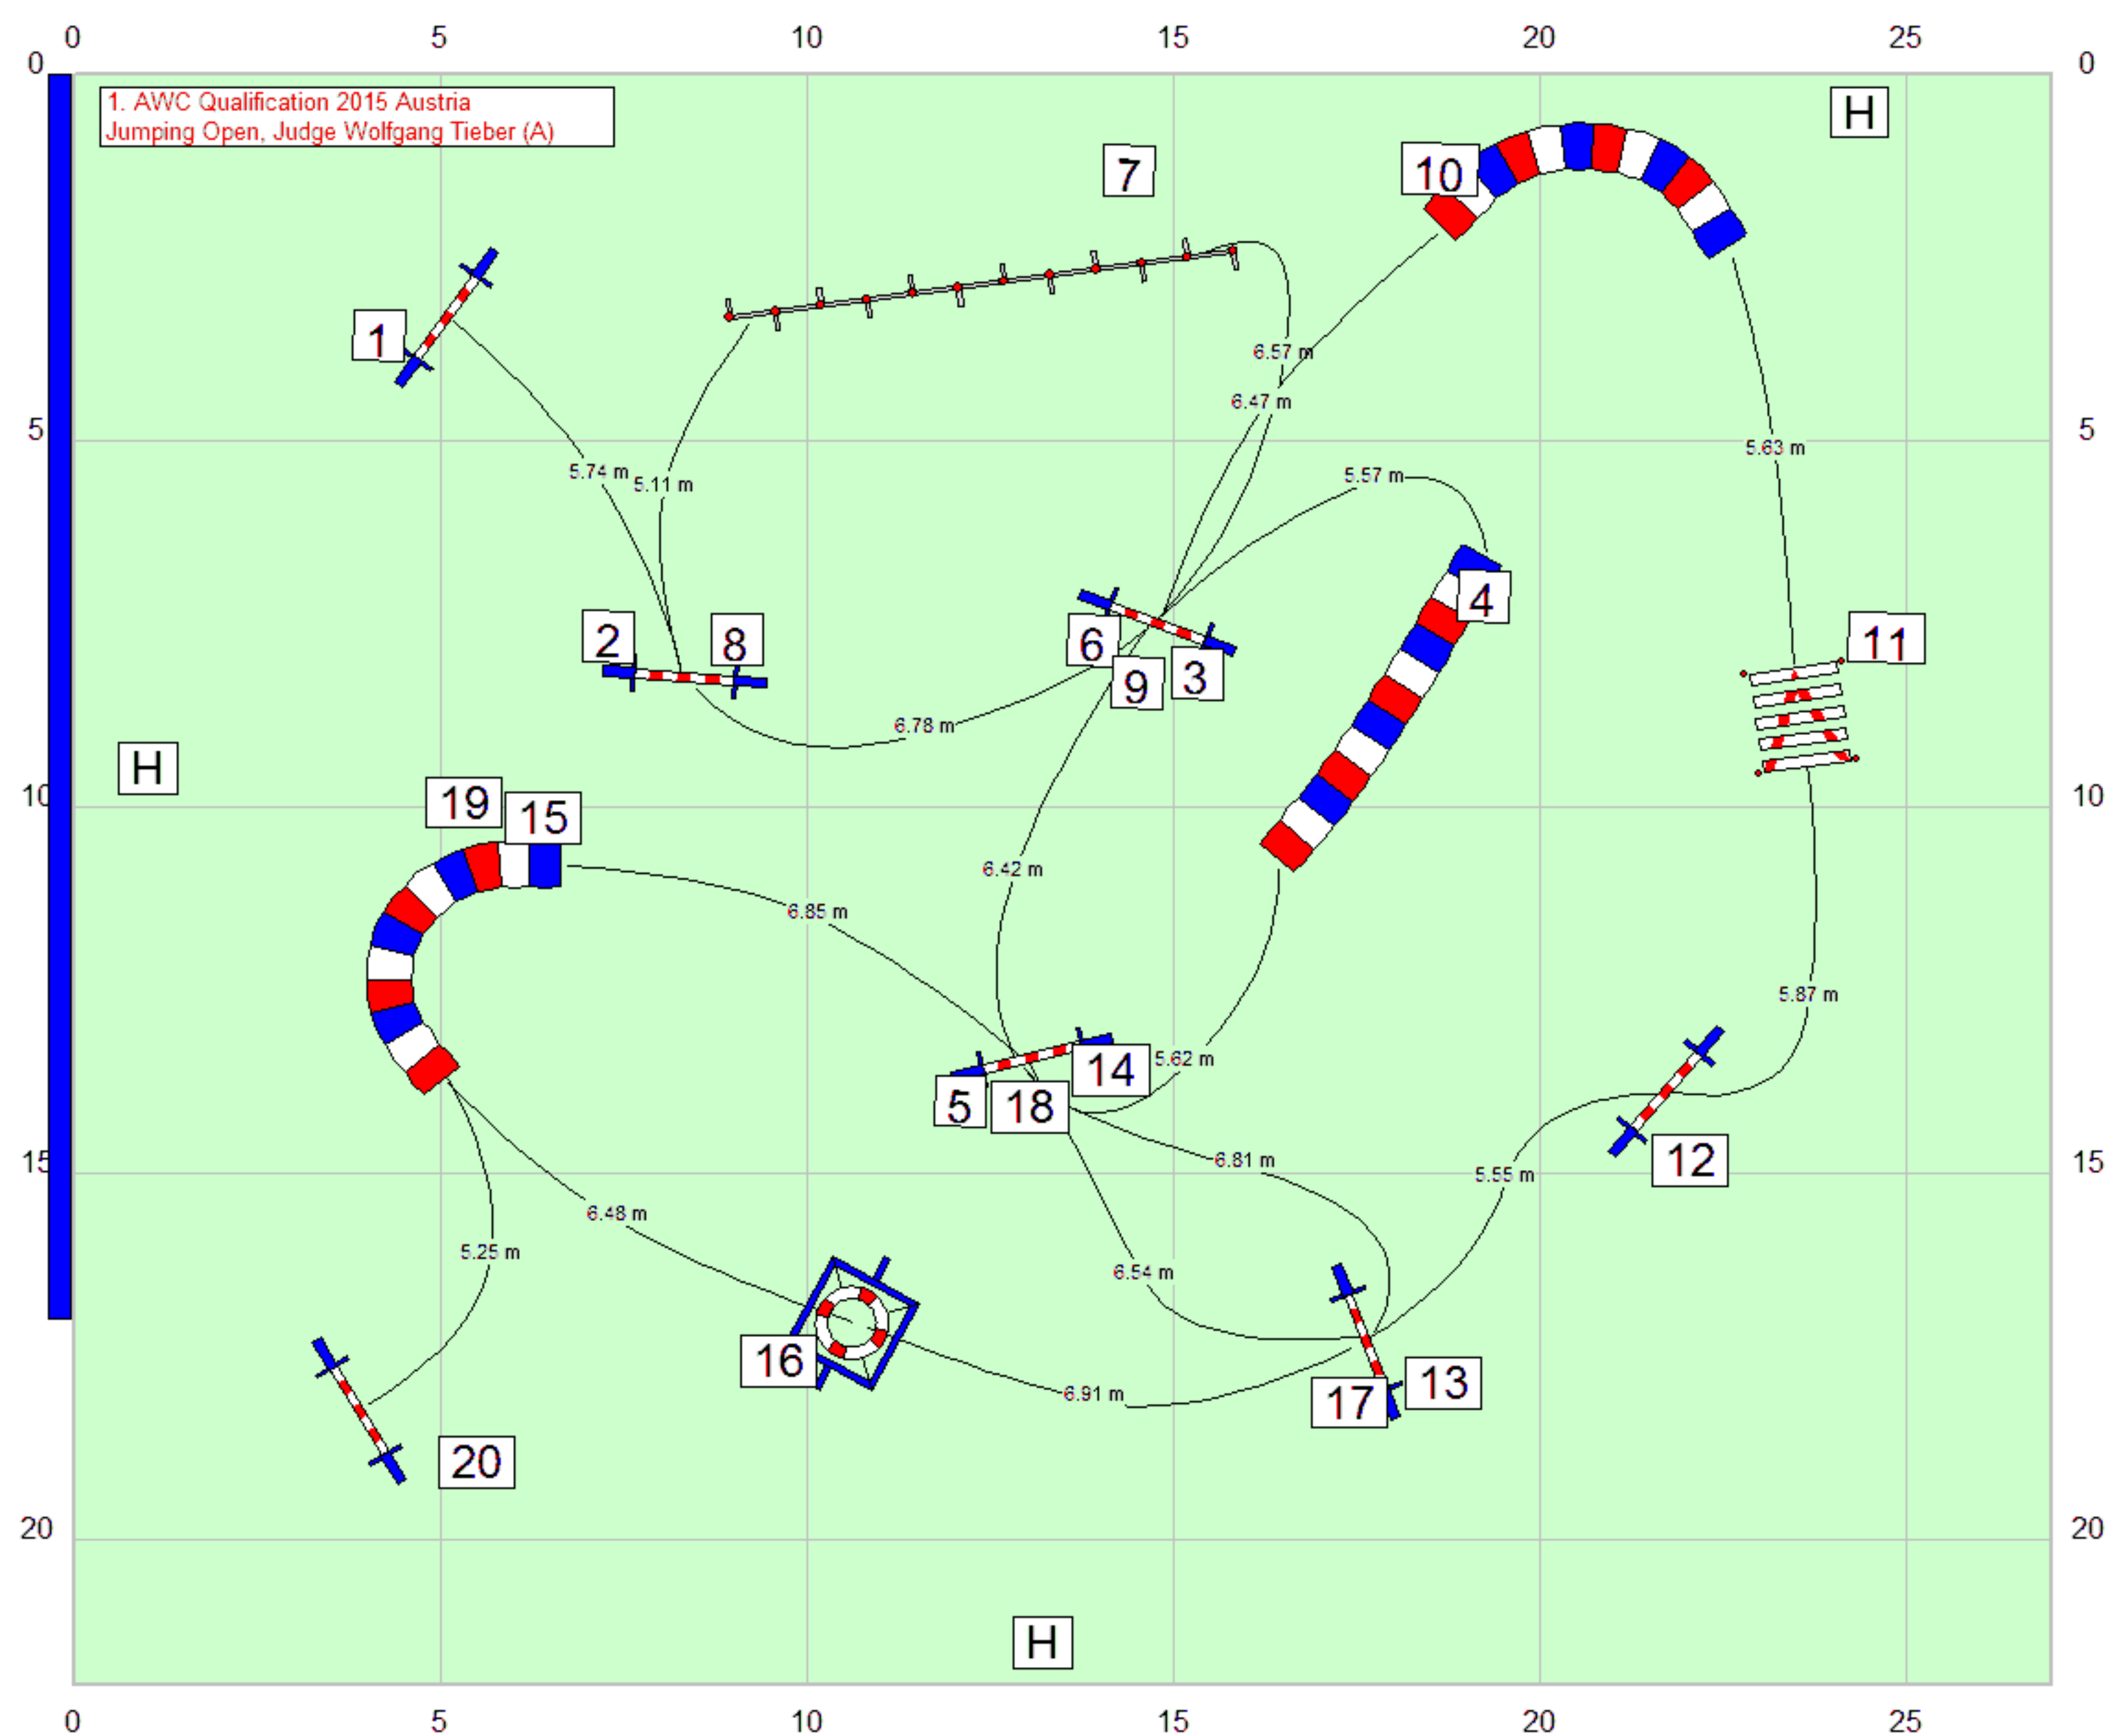 0 5 10 15 20 25
0 0
1. AWC Qualification 2015 Austria
Jumping Open, Judge Wolfgang Tieber (A)
H
7
10
1
6.57 m
6.47 m
5 5
5.63 m
5.74 m
5.11 m
5.57 m
4
2 8
6
3
9
11
6.78 m
H
10 10
19 15
6.42 m
6.85 m
5.87 m
5.62 m
14
5
18
12
15 15
6.81 m
5.55 m
6.48 m
5.25 m
6.54 m
16
6.91 m
17
13
20
20 20
H
0 5 10 15 20 25